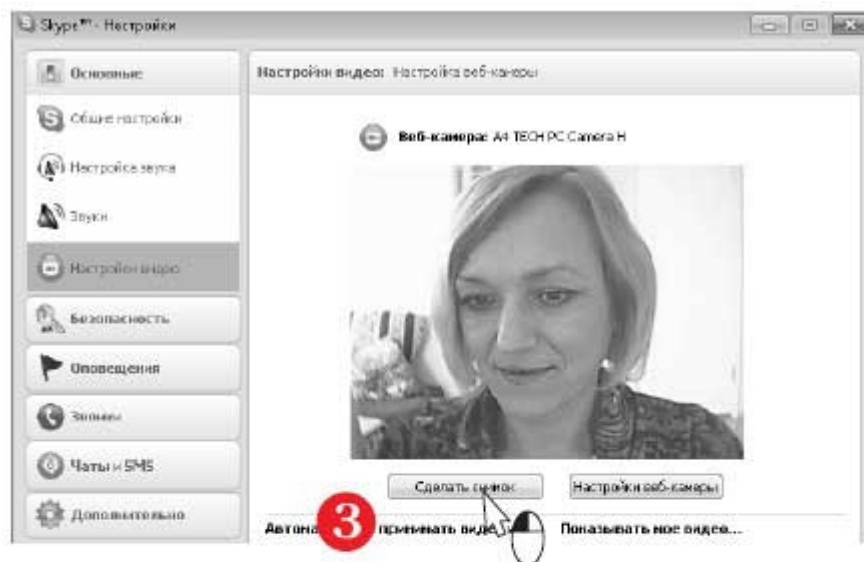 Skype™ - Настройки
Основные
Общие настройки
Настройка звука
Звуки
Настройки видео
Безопасность
Оповещения
Звонки
Чаты и SMS
Дополнительно
Настройки видео: Настройка веб-камеры
Веб-камера: A4 TECH PC Camera H
Сделать снимок
Настройки веб-камеры
3
принимать видео
Показывать мое видео...